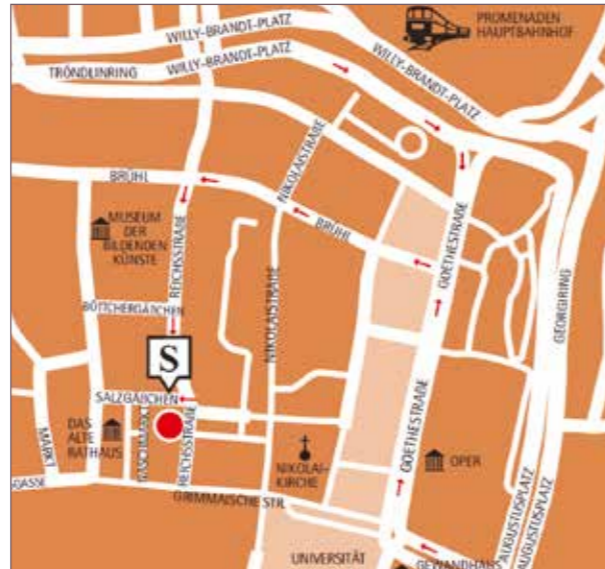 PROMENADEN
HAUPTBAHNHOF
WILLY-BRANDT-PLATZ
WILLY-BRANDT-PLATZ
WILLY-BRANDT-PLATZ
TRÖNDLINRING
NIKOLAISTRASSE
BRÜHL
BRÜHL
MUSEUM
DER
BILDENDEN
KÜNSTE
REICHSSTRASSE
GOETHESTRASSE
GEORGIRING
BÖTTCHERGÄßCHEN
NIKOLAISTRAßE
S
SALZGÄßCHEN
DAS
ALTE
RATHAUS
MARKT
REICHSSTRAßE
GOETHESTRASSE
OPER
NIKOLAI-
KIRCHE
GRIMMAISCHE STR.
GASSE
AUGUSTUSPLATZ
AUGUSTUSPLATZ
UNIVERSITÄT
GEWANDHAUS